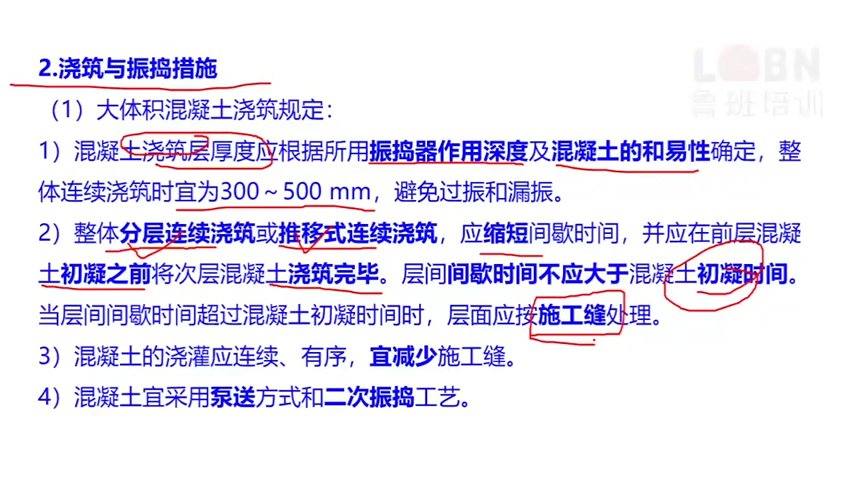 LUBN
鲁班培训
2.浇筑与振捣措施
（1）大体积混凝土浇筑规定：
1）混凝土浇筑层厚度应根据所用振捣器作用深度及混凝土的和易性确定，整
体连续浇筑时宜为300～500 mm，避免过振和漏振。
2）整体分层连续浇筑或推移式连续浇筑，应缩短间歇时间，并应在前层混凝
土初凝之前将次层混凝土浇筑完毕。层间间歇时间不应大于混凝土初凝时间。
当层间间歇时间超过混凝土初凝时间时，层面应按施工缝处理。
3）混凝土的浇灌应连续、有序，宜减少施工缝。
4）混凝土宜采用泵送方式和二次振捣工艺。